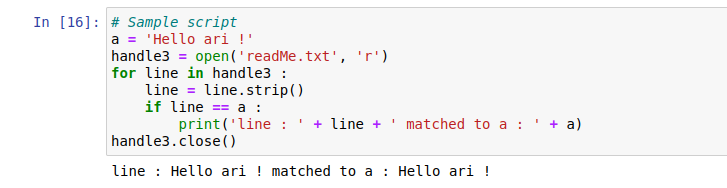 In [16]: # Sample script
a = 'Hello ari !'
handle3 = open('readMe.txt', 'r')
for line in handle3 :
    line = line.strip()
    if line == a :
        print('line : ' + line + ' matched to a : ' + a)
handle3.close()
line : Hello ari ! matched to a : Hello ari !